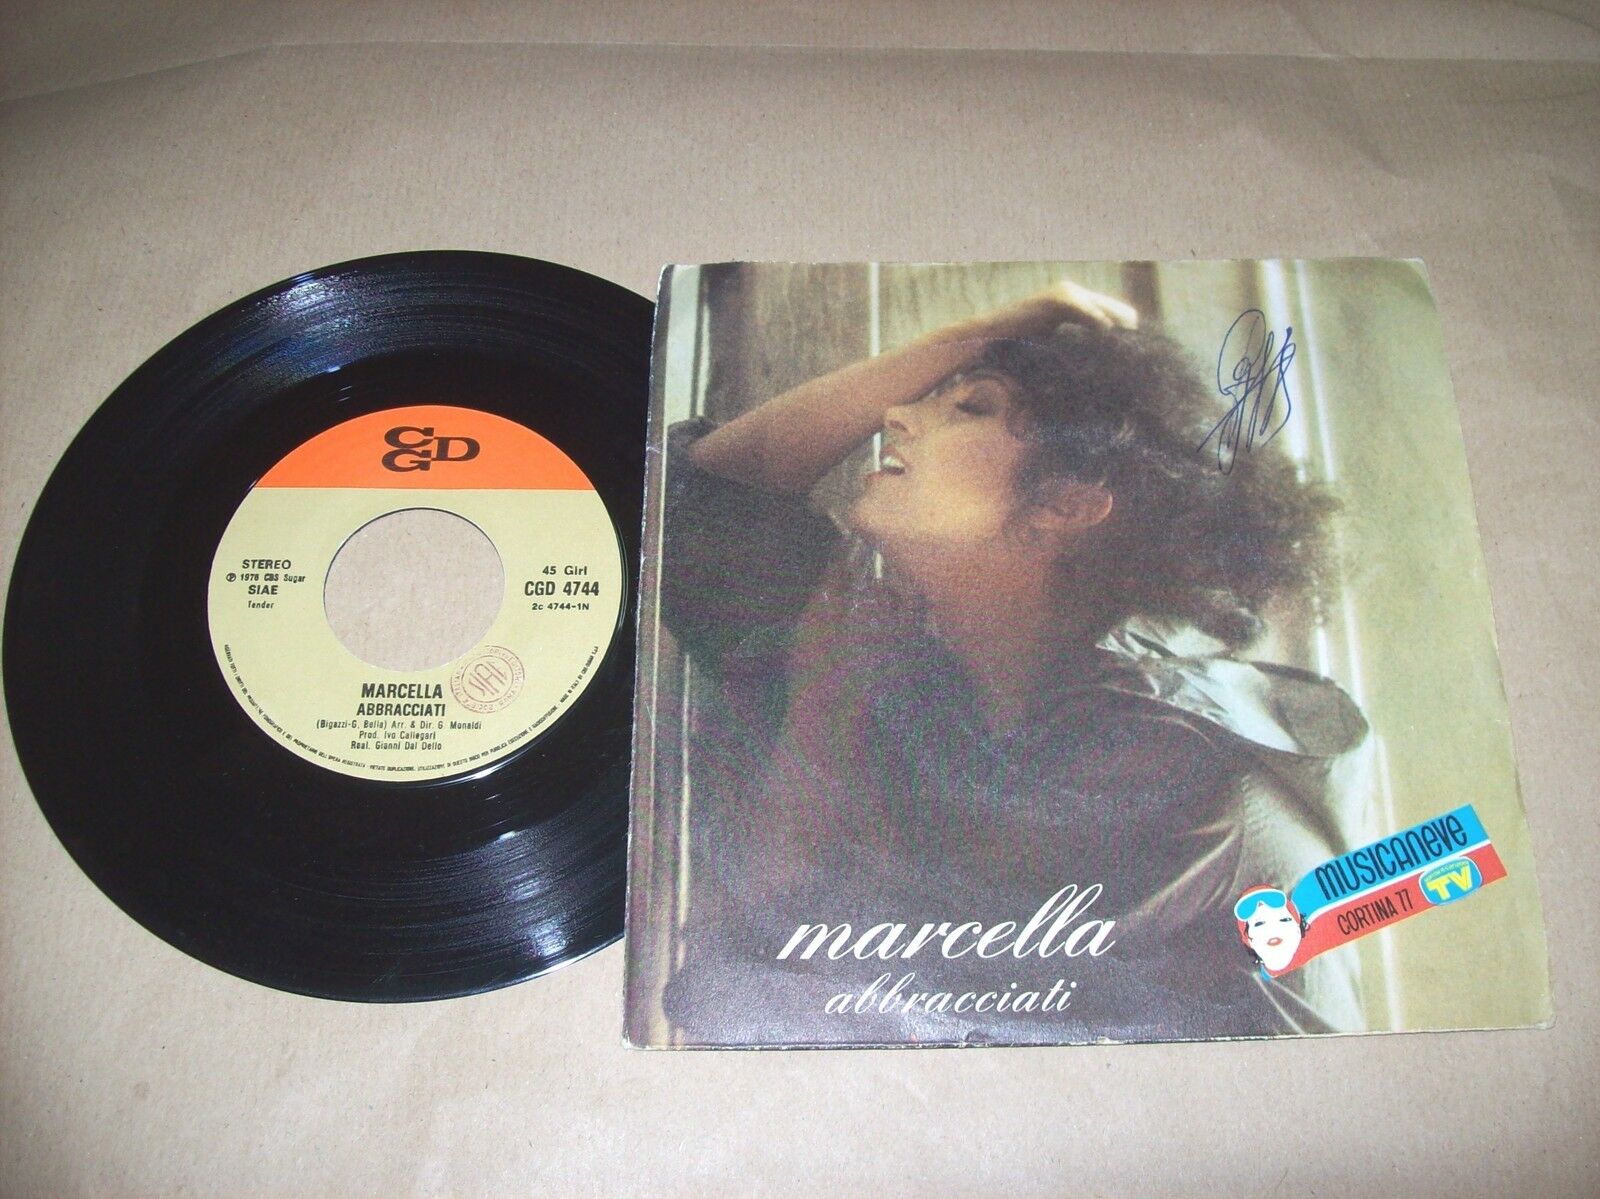 CGD
STEREO
℗ 1976 CBS Sugar
SIAE
Tender
45 Giri
CGD 4744
2c 4744-1N
MARCELLA
ABBRACCIATI
(Bigazzi-G. Bella) Arr. & Dir. G. Monaldi
Prod. Ivo Callegari
Real. Gianni Dal Dello
marcella
abbracciati
MUSICANEVE
CORTINA 77
TV